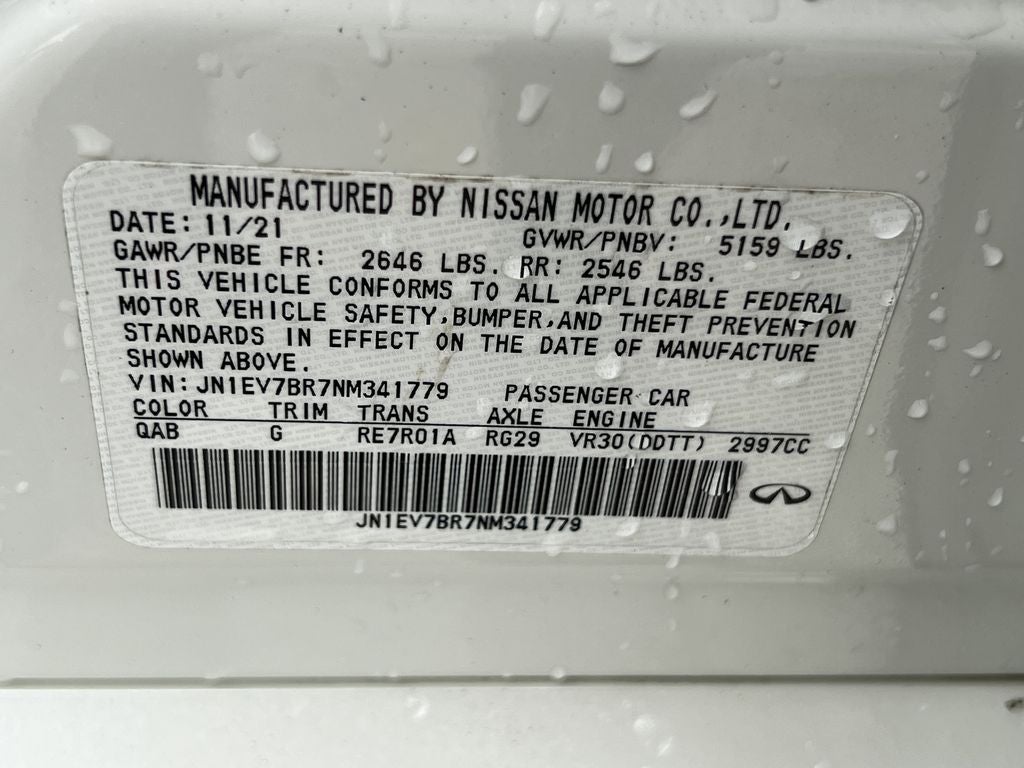 MANUFACTURED BY NISSAN MOTOR CO.,LTD.
DATE: 11/21 GVWR/PNBV: 5159 LBS.
GAWR/PNBE FR: 2646 LBS. RR: 2546 LBS.
THIS VEHICLE CONFORMS TO ALL APPLICABLE FEDERAL
MOTOR VEHICLE SAFETY,BUMPER,AND THEFT PREVENTION
STANDARDS IN EFFECT ON THE DATE OF MANUFACTURE
SHOWN ABOVE.
VIN: JN1EV7BR7NM341779 PASSENGER CAR
COLOR TRIM TRANS AXLE ENGINE
QAB G RE7R01A RG29 VR30(DDTT) 2997CC
JN1EV7BR7NM341779